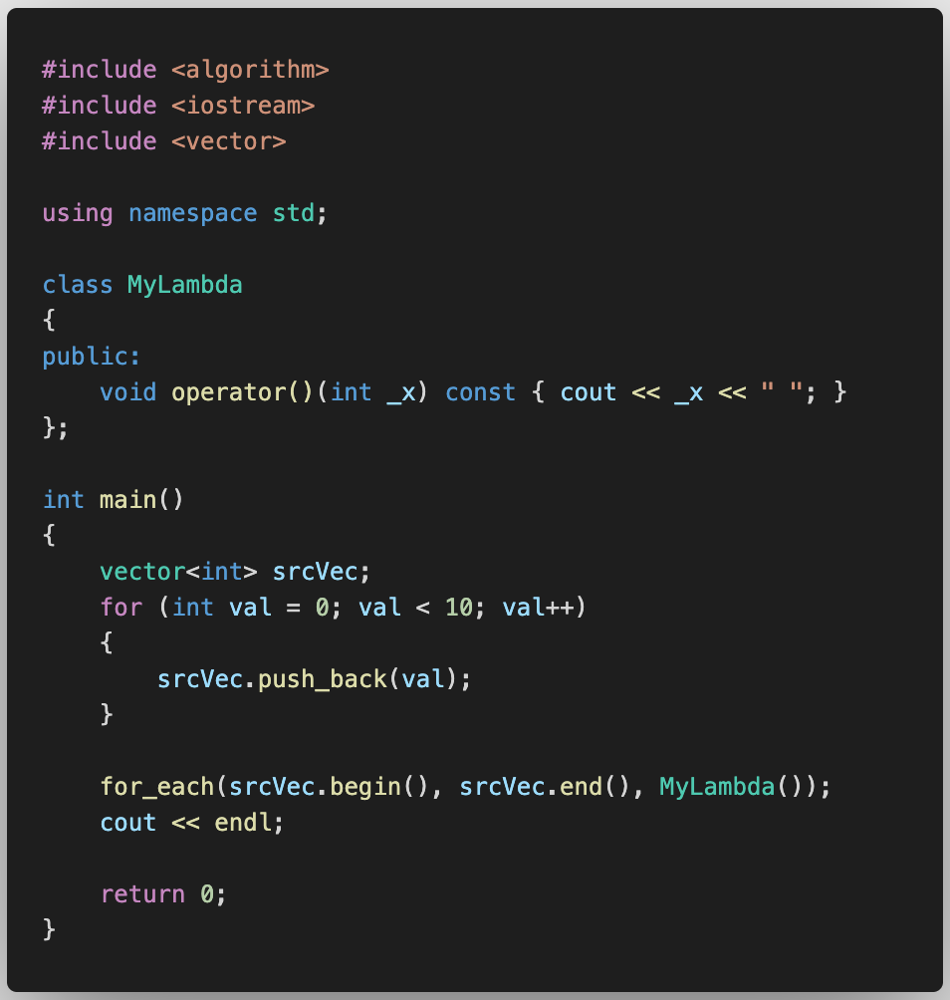 #include <algorithm>
#include <iostream>
#include <vector>

using namespace std;

class MyLambda
{
public:
    void operator()(int _x) const { cout << _x << " "; }
};

int main()
{
    vector<int> srcVec;
    for (int val = 0; val < 10; val++)
    {
        srcVec.push_back(val);
    }

    for_each(srcVec.begin(), srcVec.end(), MyLambda());
    cout << endl;

    return 0;
}